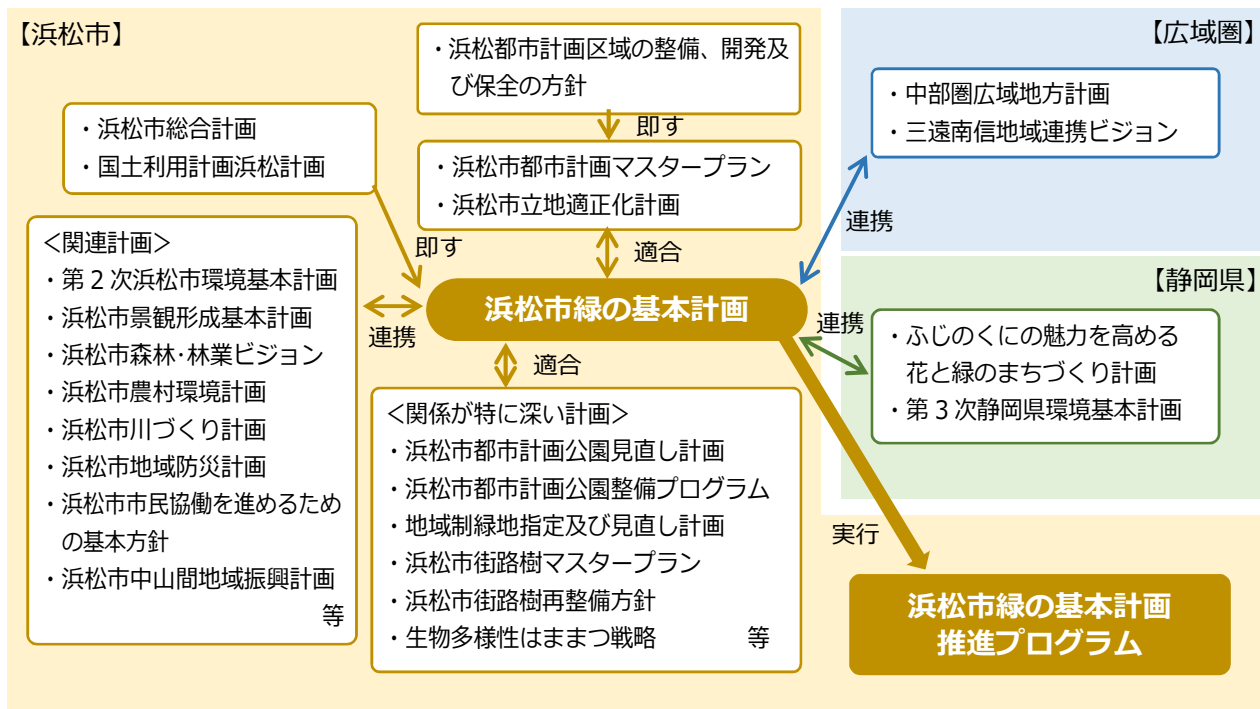 【浜松市】
・浜松都市計画区域の整備、開発及
び保全の方針
即す
・浜松市総合計画
・国土利用計画浜松計画
・浜松市都市計画マスタープラン
・浜松市立地適正化計画
即す
適合
＜関連計画＞
・第２次浜松市環境基本計画
・浜松市景観形成基本計画
・浜松市森林･林業ビジョン
・浜松市農村環境計画
・浜松市川づくり計画
・浜松市地域防災計画
・浜松市市民協働を進めるため
の基本方針
・浜松市中山間地域振興計画
等
連携
浜松市緑の基本計画
適合
＜関係が特に深い計画＞
・浜松市都市計画公園見直し計画
・浜松市都市計画公園整備プログラム
・地域制緑地指定及び見直し計画
・浜松市街路樹マスタープラン
・浜松市街路樹再整備方針
・生物多様性はままつ戦略　等
【広域圏】
・中部圏広域地方計画
・三遠南信地域連携ビジョン
連携
【静岡県】
連携
・ふじのくにの魅力を高める
花と緑のまちづくり計画
・第３次静岡県環境基本計画
実行
浜松市緑の基本計画
推進プログラム